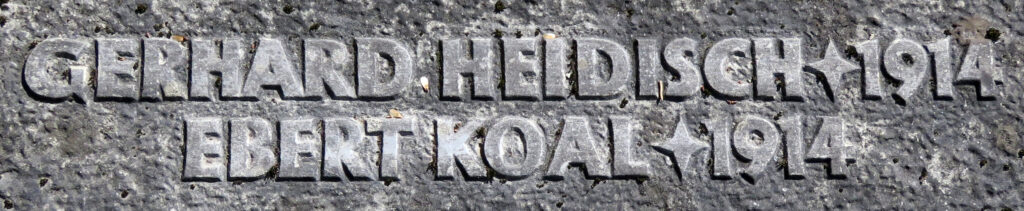 GERHARD HEIDISCH ✦ 1914
EBERT KOAL ✦ 1914